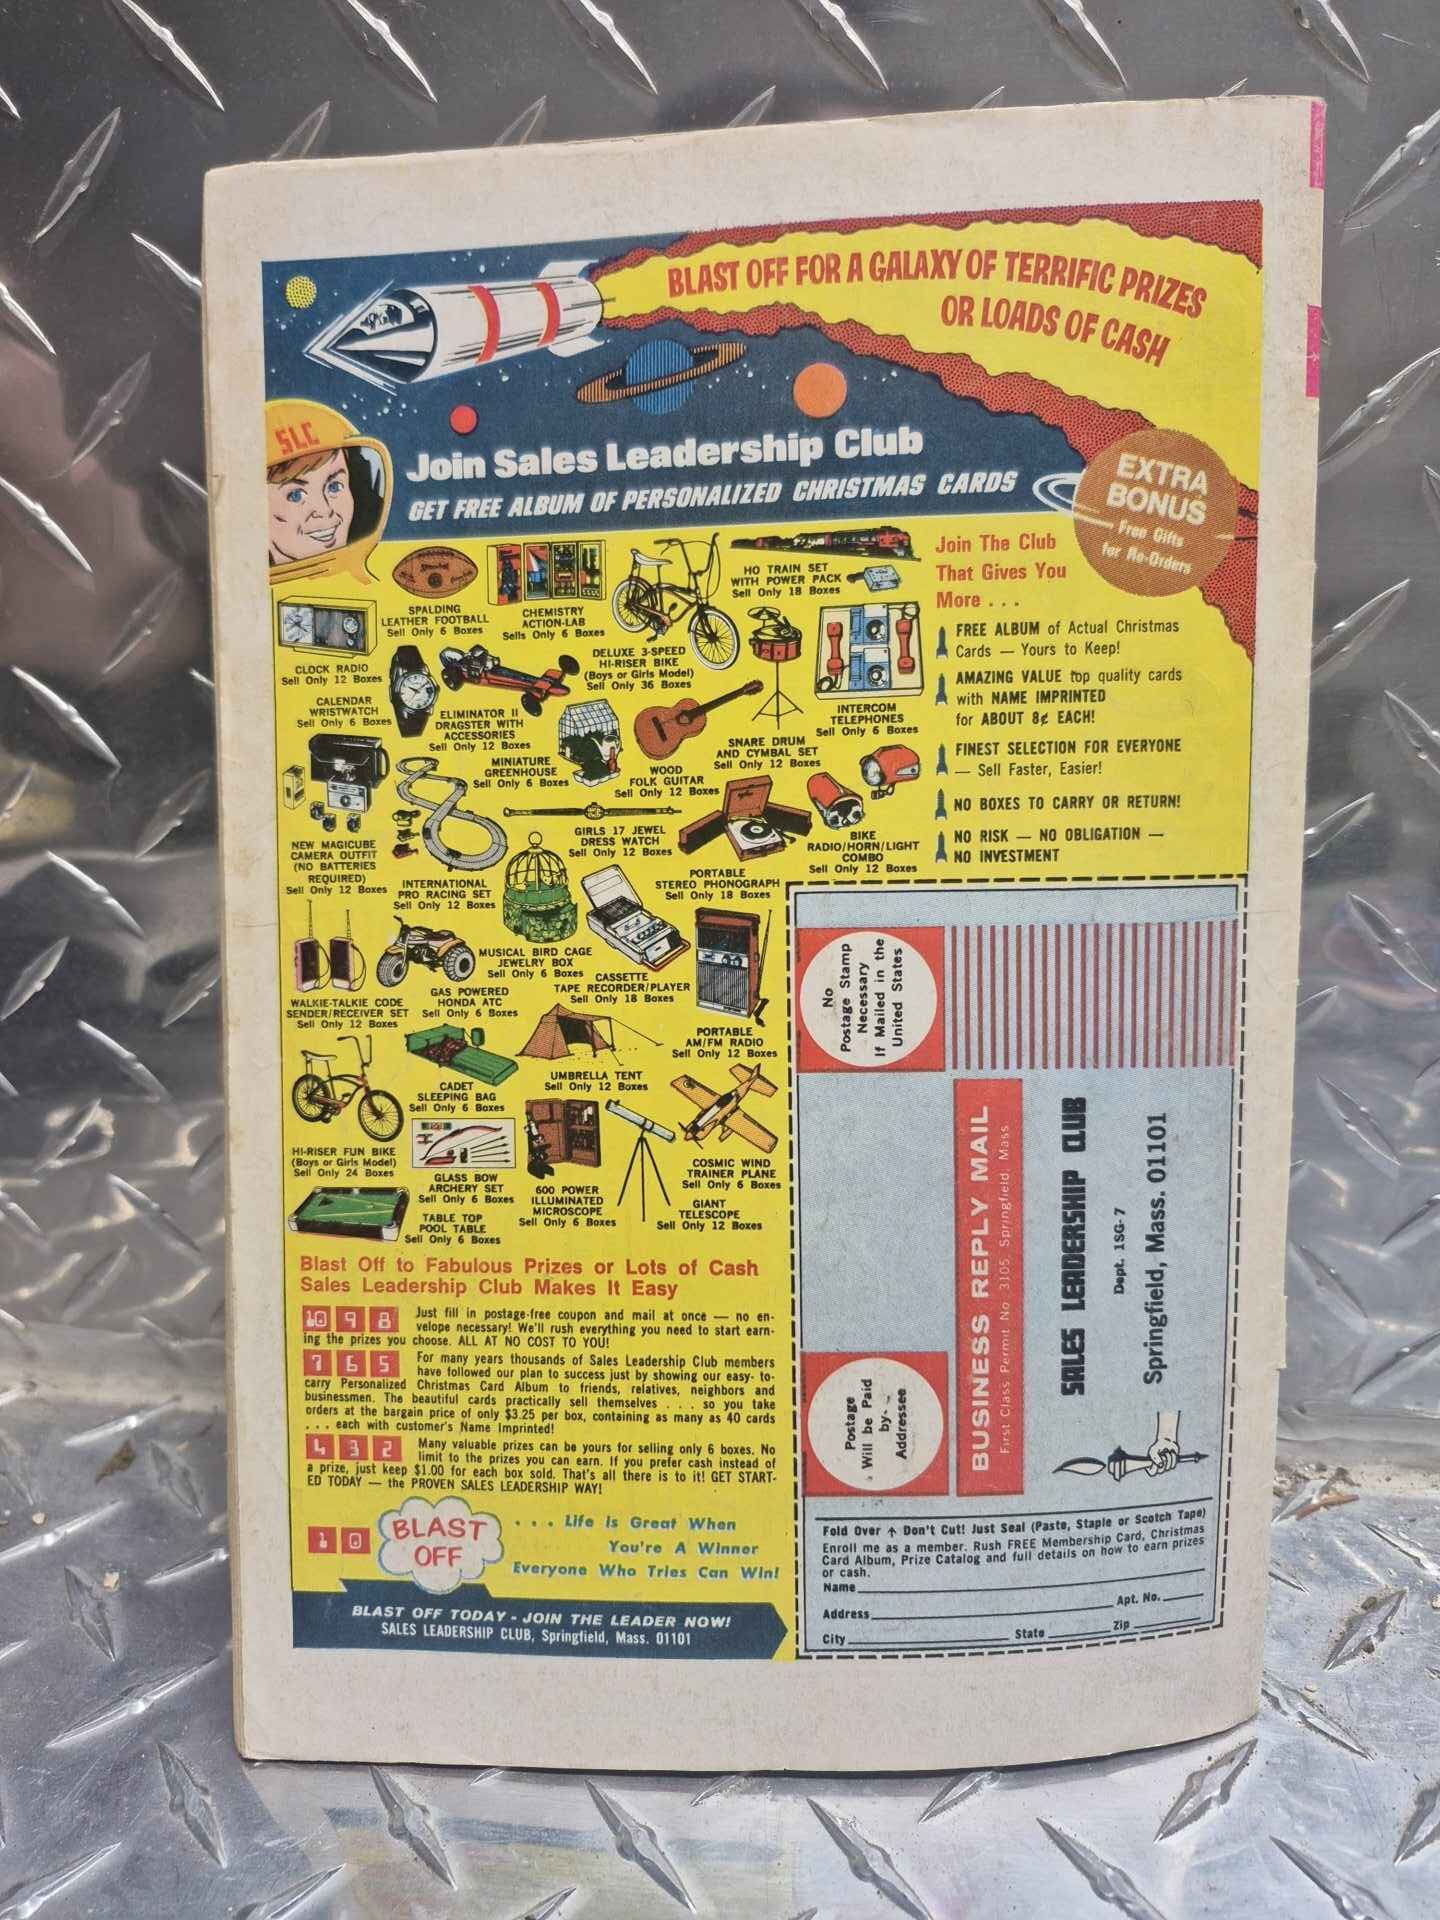 BLAST OFF FOR A GALAXY OF TERRIFIC PRIZES
OR LOADS OF CASH
SLC
Join Sales Leadership Club
GET FREE ALBUM OF PERSONALIZED CHRISTMAS CARDS
EXTRA
BONUS
Free Gifts
for Re-Orders
SPALDING
LEATHER FOOTBALL
Sell Only 6 Boxes
CHEMISTRY
ACTION-LAB
Sells Only 6 Boxes
DELUXE 3-SPEED
HI-RISER BIKE
(Boys or Girls Model)
Sell Only 36 Boxes
HO TRAIN SET
WITH POWER PACK
Sell Only 18 Boxes
CLOCK RADIO
Sell Only 12 Boxes
CALENDAR
WRISTWATCH
Sell Only 6 Boxes
ELIMINATOR II
DRAGSTER WITH
ACCESSORIES
Sell Only 12 Boxes
MINIATURE
GREENHOUSE
Sell Only 6 Boxes
WOOD
FOLK GUITAR
Sell Only 12 Boxes
SNARE DRUM
AND CYMBAL SET
Sell Only 12 Boxes
INTERCOM
TELEPHONES
Sell Only 6 Boxes
NEW MAGICUBE
CAMERA OUTFIT
(NO BATTERIES
REQUIRED)
Sell Only 12 Boxes
INTERNATIONAL
PRO RACING SET
Sell Only 12 Boxes
GIRLS 17 JEWEL
DRESS WATCH
Sell Only 12 Boxes
PORTABLE
STEREO PHONOGRAPH
Sell Only 18 Boxes
BIKE
RADIO/HORN/LIGHT
COMBO
Sell Only 12 Boxes
WALKIE-TALKIE CODE
SENDER/RECEIVER SET
Sell Only 12 Boxes
GAS POWERED
HONDA ATC
Sell Only 6 Boxes
MUSICAL BIRD CAGE
JEWELRY BOX
Sell Only 6 Boxes
CASSETTE
TAPE RECORDER/PLAYER
Sell Only 18 Boxes
PORTABLE
AM/FM RADIO
Sell Only 12 Boxes
HI-RISER FUN BIKE
(Boys or Girls Model)
Sell Only 24 Boxes
CADET
SLEEPING BAG
Sell Only 6 Boxes
UMBRELLA TENT
Sell Only 12 Boxes
GLASS BOW
ARCHERY SET
Sell Only 6 Boxes
600 POWER
ILLUMINATED
MICROSCOPE
Sell Only 6 Boxes
COSMIC WIND
TRAINER PLANE
Sell Only 6 Boxes
GIANT
TELESCOPE
Sell Only 12 Boxes
TABLE TOP
POOL TABLE
Sell Only 6 Boxes
Join The Club
That Gives You
More . . .
FREE ALBUM of Actual Christmas
Cards — Yours to Keep!
AMAZING VALUE top quality cards
with NAME IMPRINTED
for ABOUT 8¢ EACH!
FINEST SELECTION FOR EVERYONE
— Sell Faster, Easier!
NO BOXES TO CARRY OR RETURN!
NO RISK — NO OBLIGATION —
NO INVESTMENT
Blast Off to Fabulous Prizes or Lots of Cash
Sales Leadership Club Makes It Easy
10 9 8 Just fill in postage-free coupon and mail at once — no en-
velope necessary! We'll rush everything you need to start earn-
ing the prizes you choose. ALL AT NO COST TO YOU!
7 6 5 For many years thousands of Sales Leadership Club members
have followed our plan to success just by showing our easy-to-
carry Personalized Christmas Card Album to friends, relatives, neighbors and
businessmen. The beautiful cards practically sell themselves . . . so you take
orders at the bargain price of only $3.25 per box, containing as many as 40 cards
. . . each with customer's Name Imprinted!
4 3 2 Many valuable prizes can be yours for selling only 6 boxes. No
limit to the prizes you can earn. If you prefer cash instead of
a prize, just keep $1.00 for each box sold. That's all there is to it! GET START-
ED TODAY — the PROVEN SALES LEADERSHIP WAY!
1 0
BLAST
OFF
. . . Life is Great When
You're A Winner
Everyone Who Tries Can Win!
BLAST OFF TODAY - JOIN THE LEADER NOW!
SALES LEADERSHIP CLUB, Springfield, Mass. 01101
No
Postage Stamp
Necessary
If Mailed in the
United States
Postage
Will be Paid
by
Addressee
BUSINESS REPLY MAIL
First Class Permit No 3105, Springfield, Mass
SALES LEADERSHIP CLUB
Dept. 1SG-7
Springfield, Mass. 01101
Fold Over ↑ Don't Cut! Just Seal (Paste, Staple or Scotch Tape)
Enroll me as a member. Rush FREE Membership Card, Christmas
Card Album, Prize Catalog and full details on how to earn prizes
or cash.
Name
Address Apt. No.
City State Zip